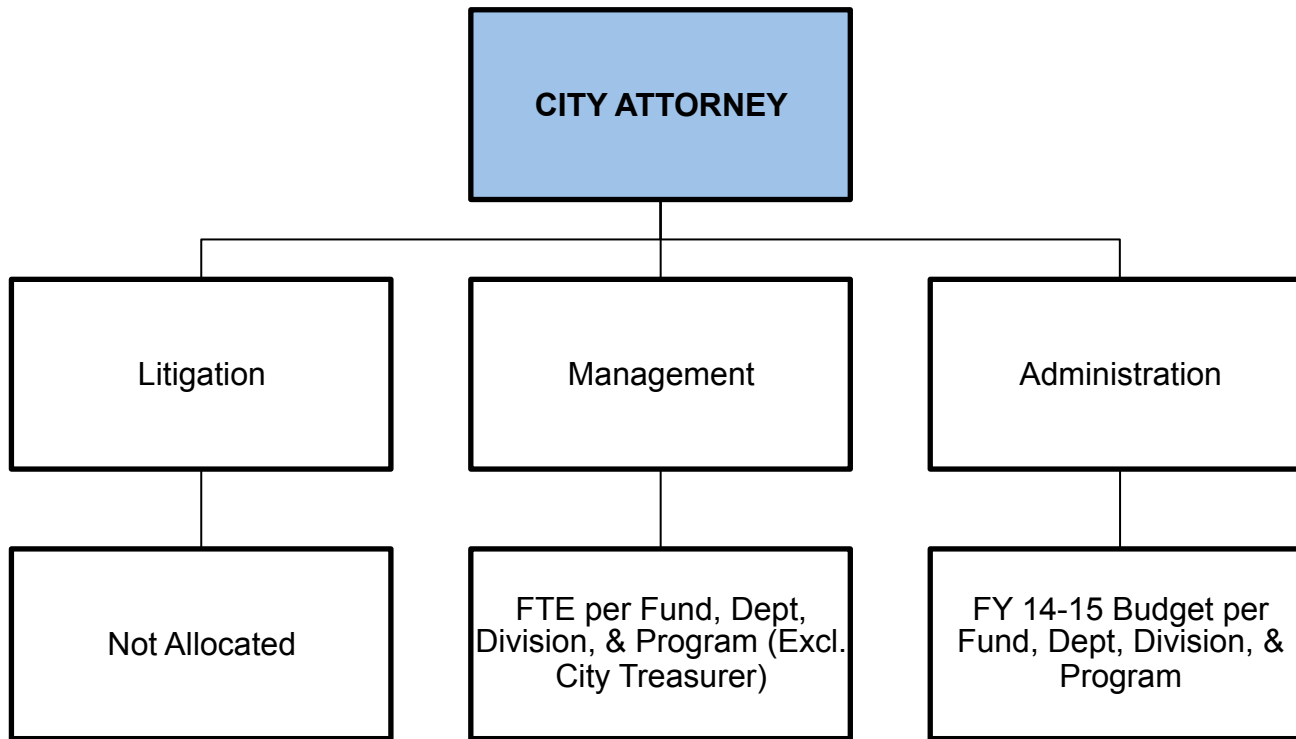 CITY ATTORNEY
Litigation
Management
Administration
Not Allocated
FTE per Fund, Dept,
Division, & Program (Excl.
City Treasurer)
FY 14-15 Budget per
Fund, Dept, Division, &
Program